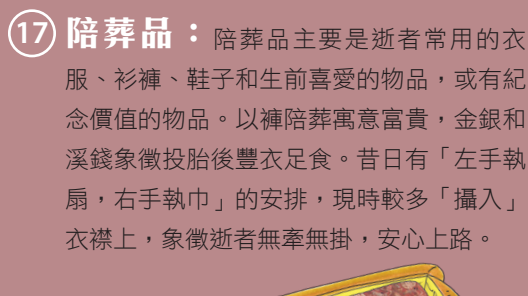 17 陪葬品：陪葬品主要是逝者常用的衣
服、衫褲、鞋子和生前喜愛的物品，或有紀
念價值的物品。以褲陪葬寓意富貴，金銀和
溪錢象徵投胎後豐衣足食。昔日有「左手執
扇，右手執巾」的安排，現時較多「攝入」
衣襟上，象徵逝者無牽無掛，安心上路。